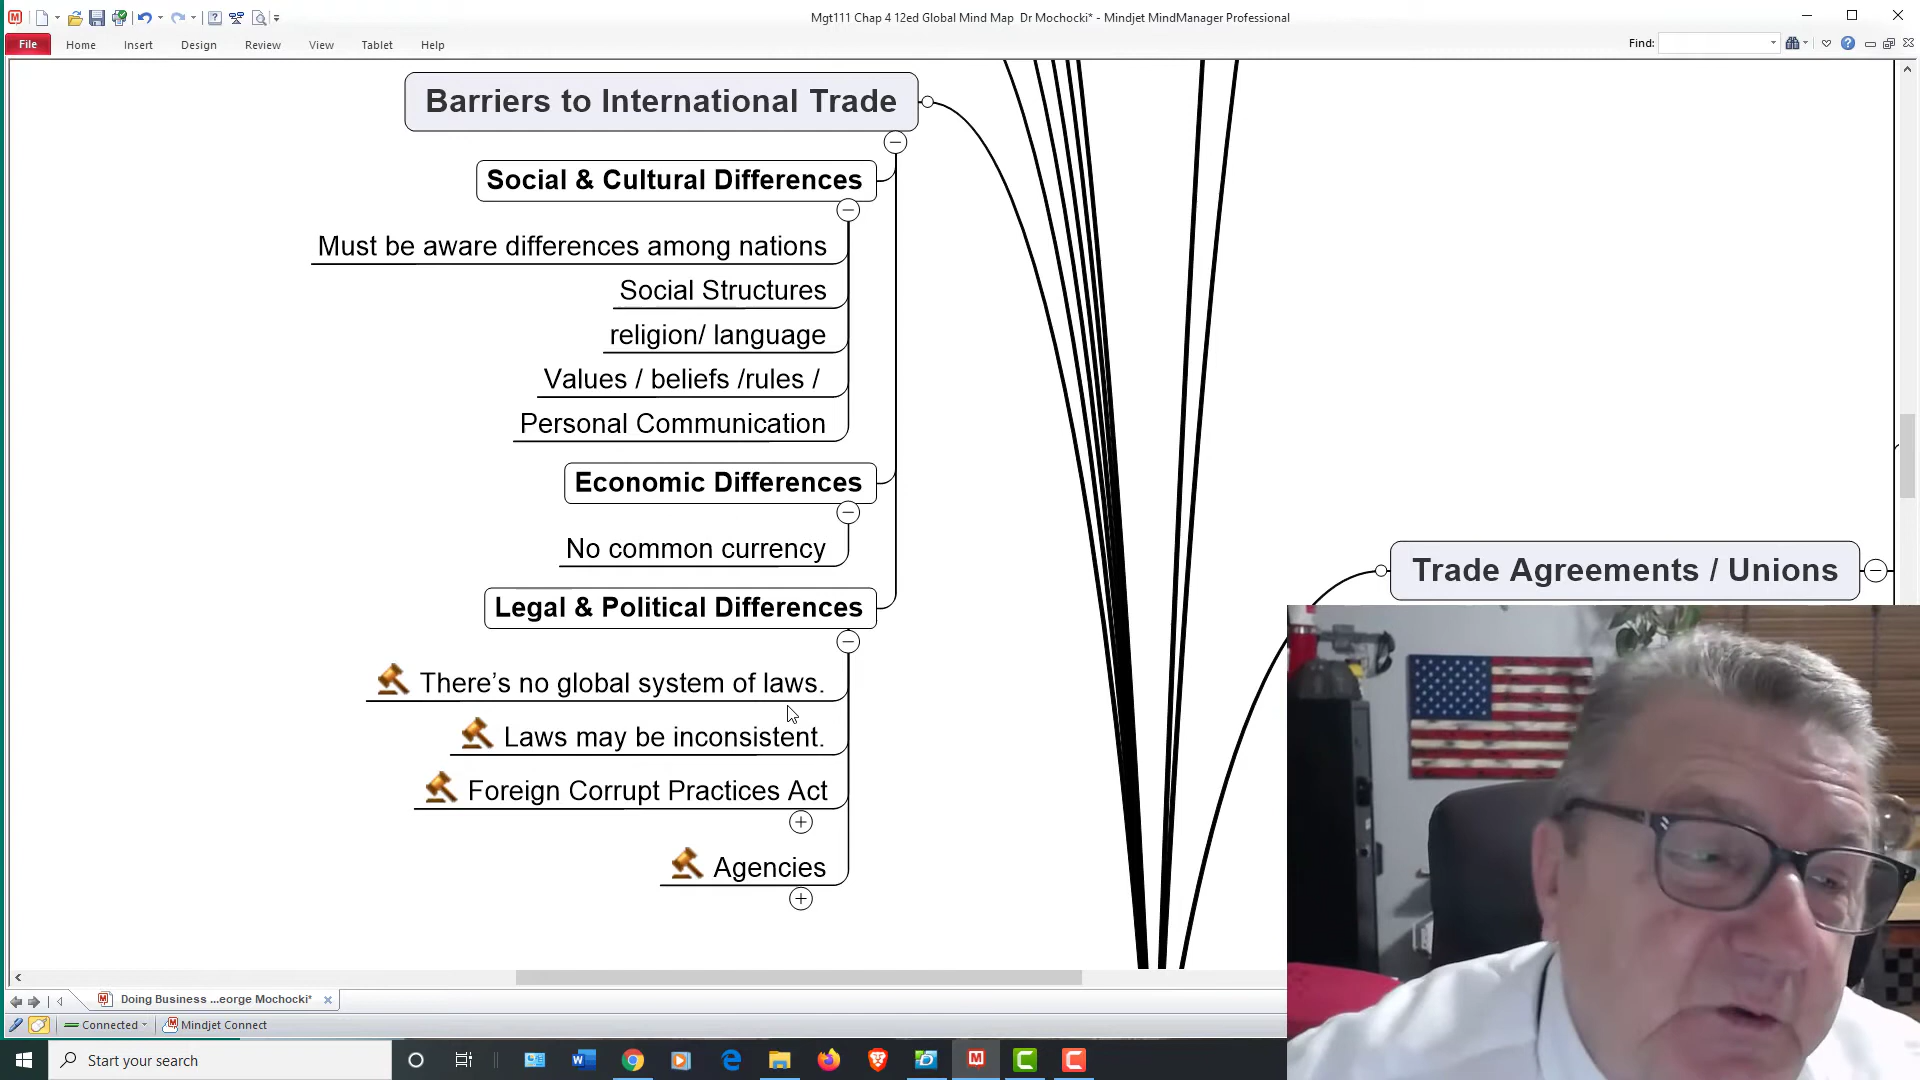 Mgt111 Chap 4 12ed Global Mind Map  Dr Mochocki* - Mindjet MindManager Professional
File Home Insert Design Review View Tablet Help Find:
Barriers to International Trade
Social & Cultural Differences
Must be aware differences among nations
Social Structures
religion/ language
Values / beliefs /rules /
Personal Communication
Economic Differences
No common currency
Legal & Political Differences
There’s no global system of laws.
Laws may be inconsistent.
Foreign Corrupt Practices Act
Agencies
Trade Agreements / Unions
Doing Business ...eorge Mochocki*
Connected Mindjet Connect
Start your search